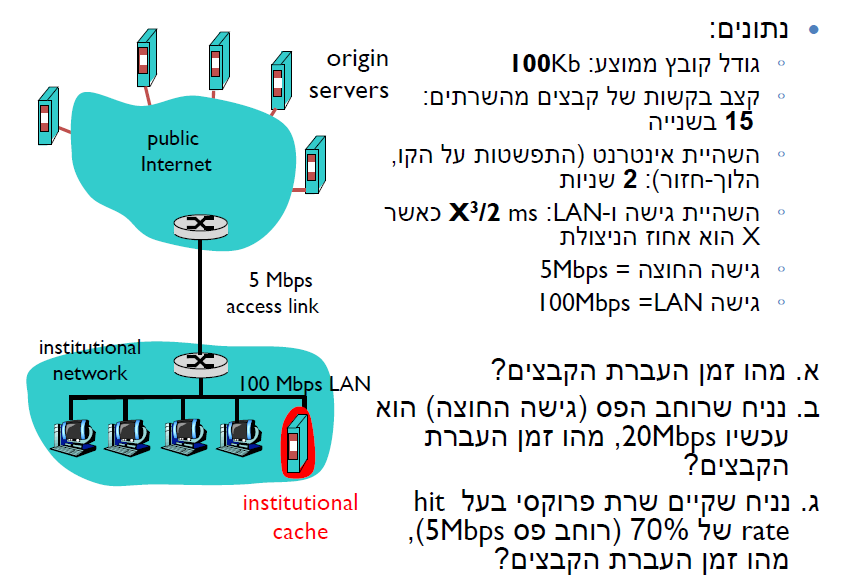 נתונים:
גודל קובץ ממוצע: 100Kb
קצב בקשות של קבצים מהשרתים:
15 בשנייה
השהיית אינטרנט (התפשטות על הקו,
הלוך-חזור): 2 שניות
השהיית גישה ו-LAN: X³/2 ms כאשר
X הוא אחוז הניצולת
גישה החוצה = 5Mbps
גישה LAN= 100Mbps
א. מהו זמן העברת הקבצים?
ב. נניח שרוחב הפס (גישה החוצה) הוא
עכשיו 20Mbps, מהו זמן העברת
הקבצים?
ג. נניח שקיים שרת פרוקסי בעל hit
rate של 70% (רוחב פס 5Mbps),
מהו זמן העברת הקבצים?
origin
servers
public
Internet
5 Mbps
access link
institutional
network
100 Mbps LAN
institutional
cache